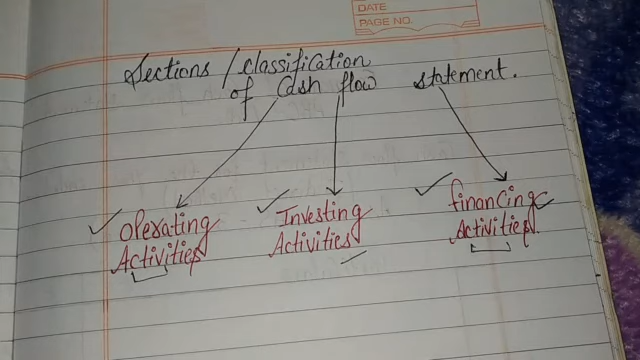 DATE
PAGE NO.
Sections / classification
of Cash flow statement.
Operating
Activities
Investing
Activities
financing
Activities.